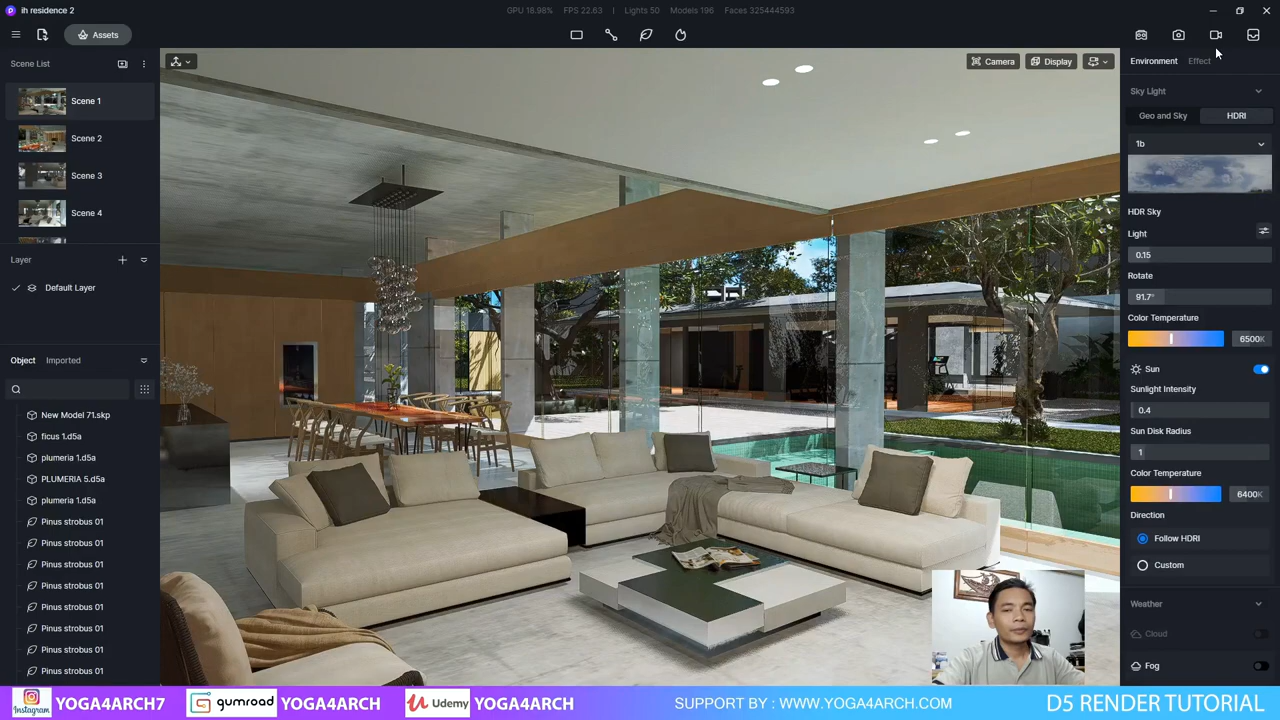 ih residence 2
GPU 18.98% FPS 22.63 | Lights 50 Models 196 Faces 325444593
Assets
Scene List
Scene 1
Scene 2
Scene 3
Scene 4
Layer
Default Layer
Object Imported
New Model 71.skp
ficus 1.d5a
plumeria 1.d5a
PLUMERIA 5.d5a
plumeria 1.d5a
Pinus strobus 01
Pinus strobus 01
Pinus strobus 01
Pinus strobus 01
Pinus strobus 01
Pinus strobus 01
Pinus strobus 01
Pinus strobus 01
Camera
Display
Environment Effect
Sky Light
Geo and Sky HDRI
1b
HDR Sky
Light
0.15
Rotate
91.7°
Color Temperature
6500K
Sun
Sunlight Intensity
0.4
Sun Disk Radius
1
Color Temperature
6400K
Direction
Follow HDRI
Custom
Weather
Cloud
Fog
Instagram YOGA4ARCH7 gumroad YOGA4ARCH Udemy YOGA4ARCH SUPPORT BY : WWW.YOGA4ARCH.COM D5 RENDER TUTORIAL